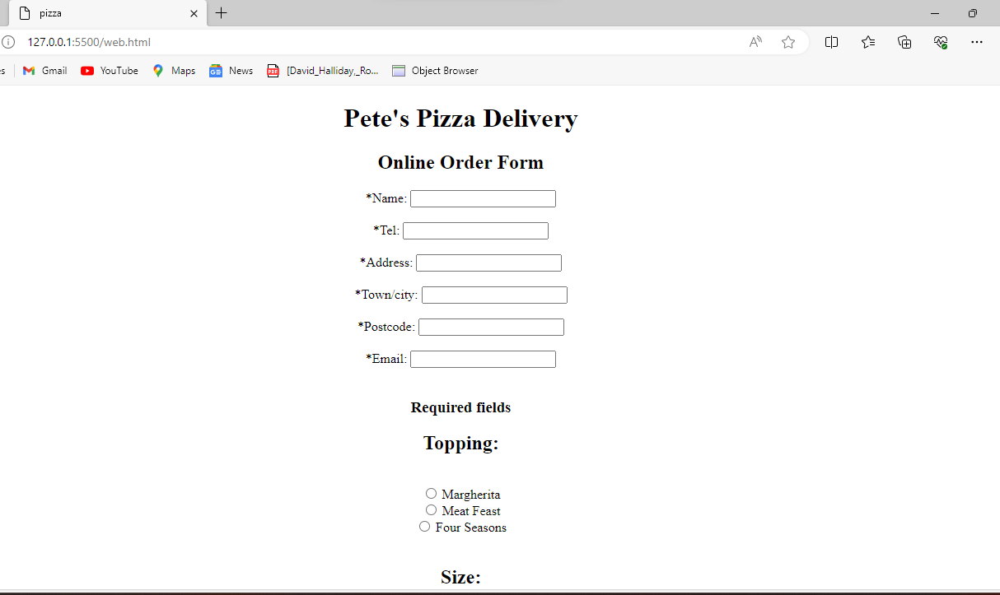 pizza
127.0.0.1:5500/web.html
es
Gmail
YouTube
Maps
News
[David_Halliday,_Ro...
Object Browser
Pete's Pizza Delivery
Online Order Form
*Name:
*Tel:
*Address:
*Town/city:
*Postcode:
*Email:
Required fields
Topping:
Margherita
Meat Feast
Four Seasons
Size: